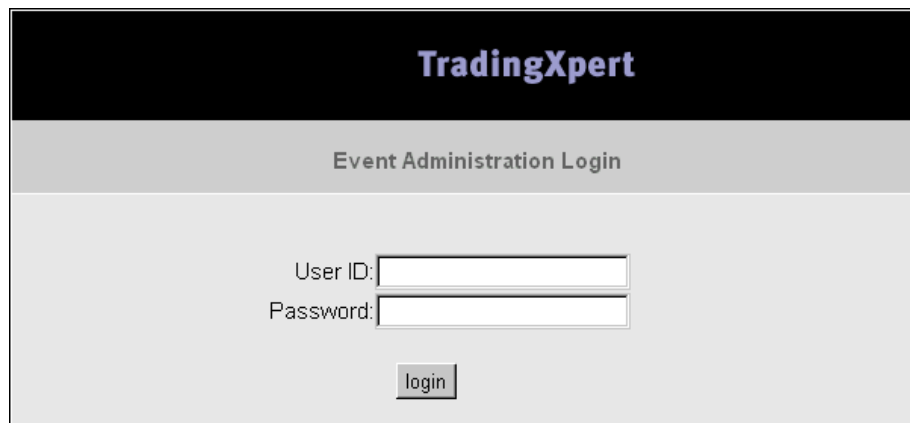 TradingXpert
Event Administration Login
User ID:
Password:
login